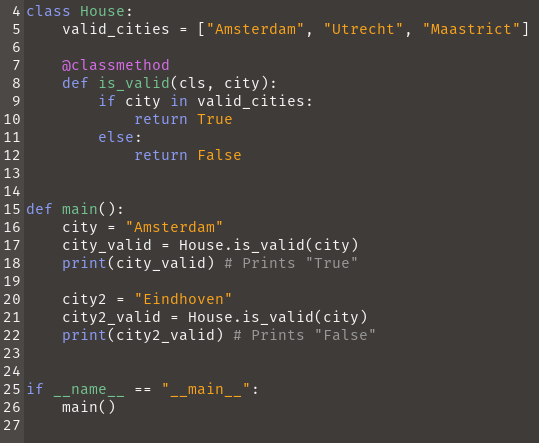 4 class House:
5     valid_cities = ["Amsterdam", "Utrecht", "Maastrict"]
6
7     @classmethod
8     def is_valid(cls, city):
9         if city in valid_cities:
10             return True
11         else:
12             return False
13
14
15 def main():
16     city = "Amsterdam"
17     city_valid = House.is_valid(city)
18     print(city_valid) # Prints "True"
19
20     city2 = "Eindhoven"
21     city2_valid = House.is_valid(city)
22     print(city2_valid) # Prints "False"
23
24
25 if __name__ == "__main__":
26     main()
27